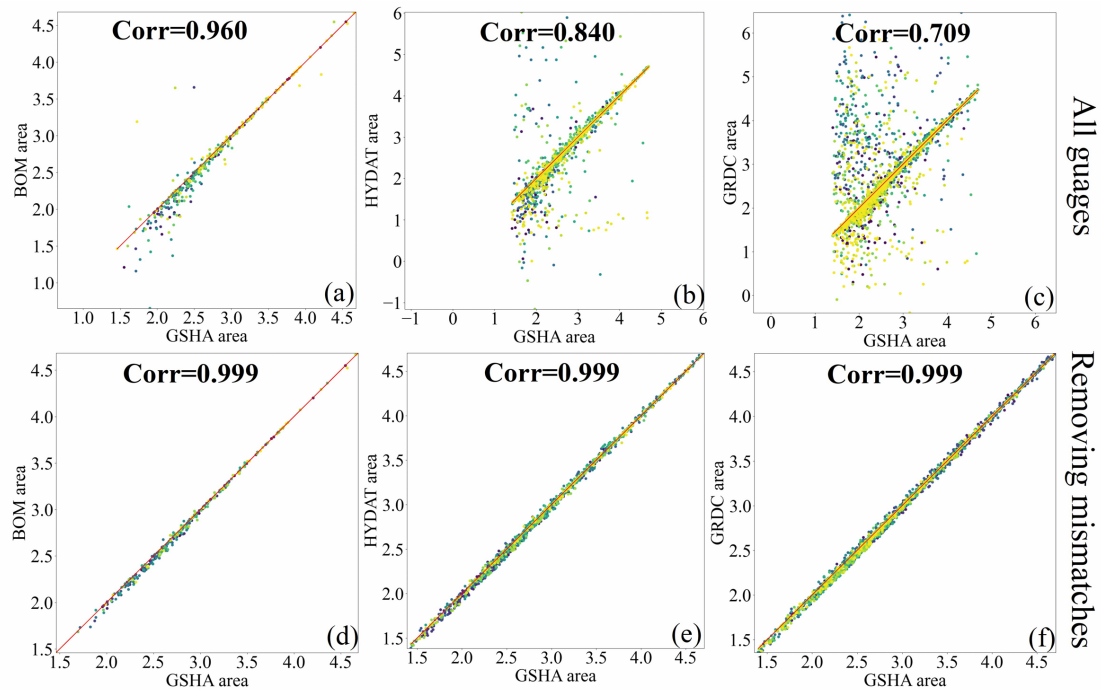 Corr=0.960
4.5
4.0
3.5
3.0
2.5
2.0
1.5
1.0
BOM area
1.0 1.5 2.0 2.5 3.0 3.5 4.0 4.5
GSHA area
(a)
Corr=0.840
6
5
4
3
2
1
0
−1
HYDAT area
−1 0 1 2 3 4 5 6
GSHA area
(b)
Corr=0.709
6
5
4
3
2
1
0
GRDC area
0 1 2 3 4 5 6
GSHA area
(c)
All guages
Corr=0.999
4.5
4.0
3.5
3.0
2.5
2.0
1.5
BOM area
1.5 2.0 2.5 3.0 3.5 4.0 4.5
GSHA area
(d)
Corr=0.999
4.5
4.0
3.5
3.0
2.5
2.0
1.5
HYDAT area
1.5 2.0 2.5 3.0 3.5 4.0 4.5
GSHA area
(e)
Corr=0.999
4.5
4.0
3.5
3.0
2.5
2.0
1.5
GRDC area
1.5 2.0 2.5 3.0 3.5 4.0 4.5
GSHA area
(f)
Removing mismatches